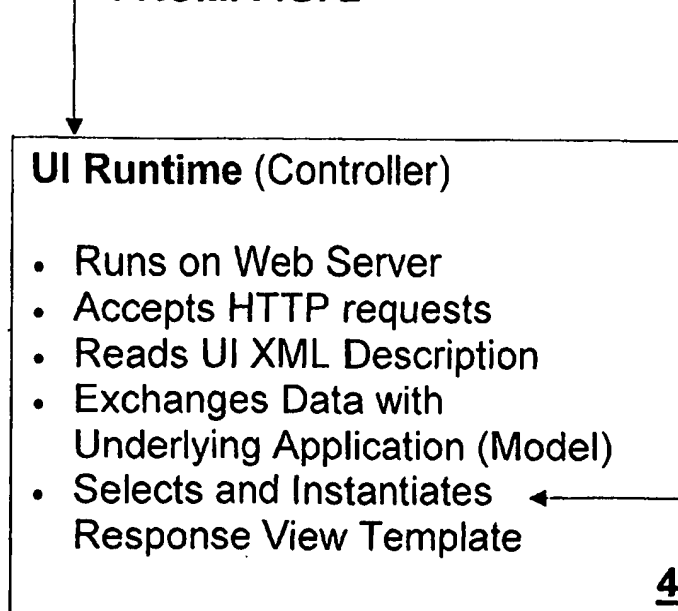 UI Runtime (Controller)
• Runs on Web Server
• Accepts HTTP requests
• Reads UI XML Description
• Exchanges Data with
Underlying Application (Model)
• Selects and Instantiates
Response View Template
4